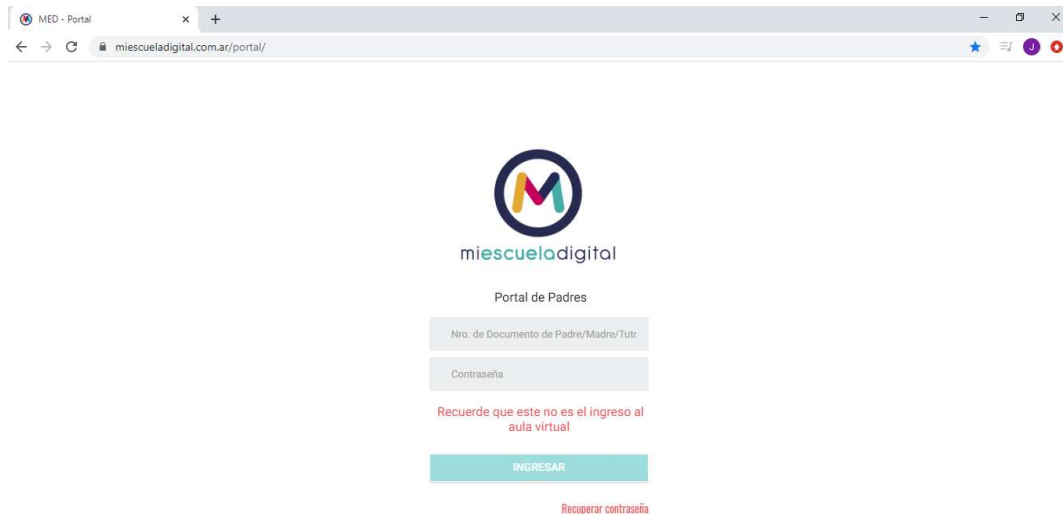 MED - Portal
miescueladigital.com.ar/portal/
J
miescueladigital
Portal de Padres
Nro. de Documento de Padre/Madre/Tutc
Contraseña
Recuerde que este no es el ingreso al
aula virtual
INGRESAR
Recuperar contraseña